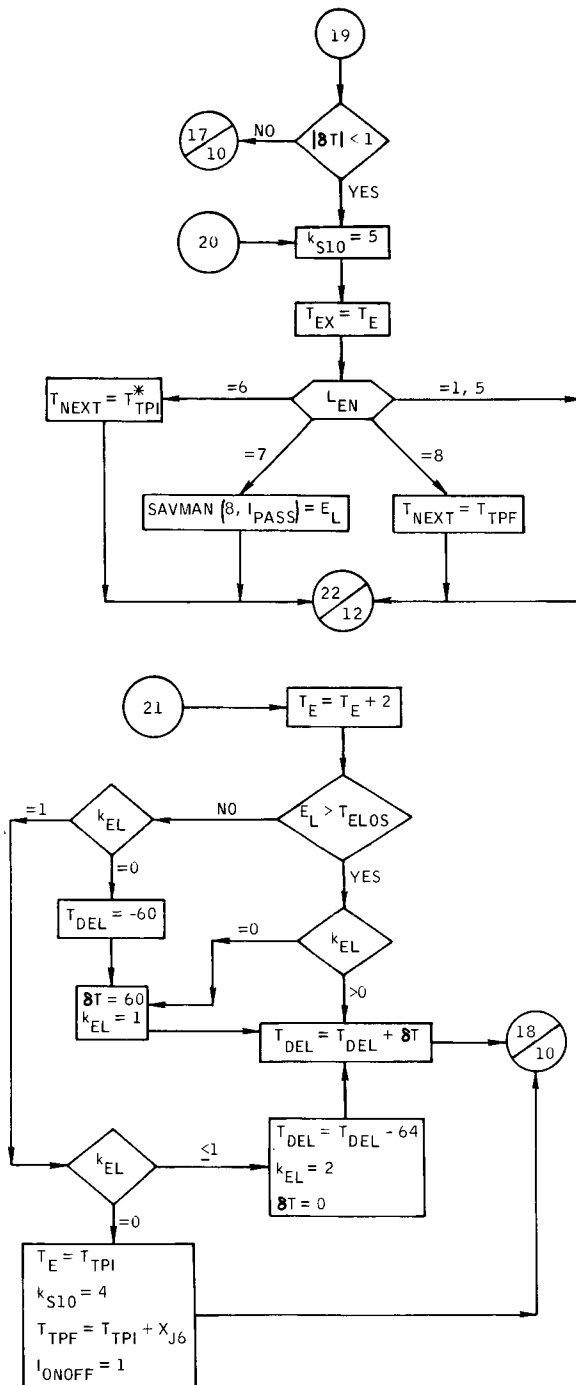 19
|δT| < 1
NO
17
10
YES
20
k_S10 = 5
T_EX = T_E
L_EN
=6
=1, 5
T_NEXT = T*_TPI
=7
=8
SAVMAN (8, I_PASS) = E_L
T_NEXT = T_TPF
22
12
21
T_E = T_E + 2
E_L > T_ELOS
NO
k_EL
=1
=0
YES
T_DEL = -60
k_EL
=0
>0
δT = 60
k_EL = 1
T_DEL = T_DEL + δT
18
10
k_EL
≤1
T_DEL = T_DEL - 64
k_EL = 2
δT = 0
=0
T_E = T_TPI
k_S10 = 4
T_TPF = T_TPI + X_J6
I_ONOFF = 1